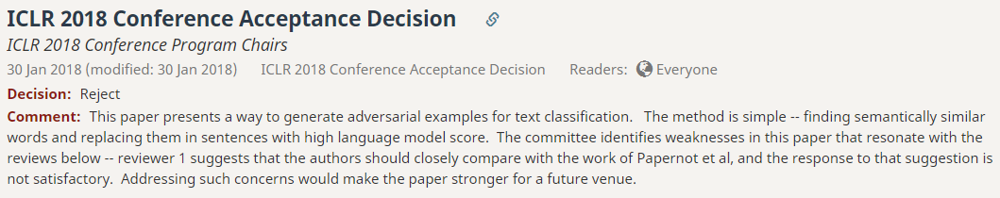 ICLR 2018 Conference Acceptance Decision
ICLR 2018 Conference Program Chairs
30 Jan 2018 (modified: 30 Jan 2018) ICLR 2018 Conference Acceptance Decision Readers: Everyone
Decision: Reject
Comment: This paper presents a way to generate adversarial examples for text classification. The method is simple -- finding semantically similar
words and replacing them in sentences with high language model score. The committee identifies weaknesses in this paper that resonate with the
reviews below -- reviewer 1 suggests that the authors should closely compare with the work of Papernot et al, and the response to that suggestion is
not satisfactory. Addressing such concerns would make the paper stronger for a future venue.